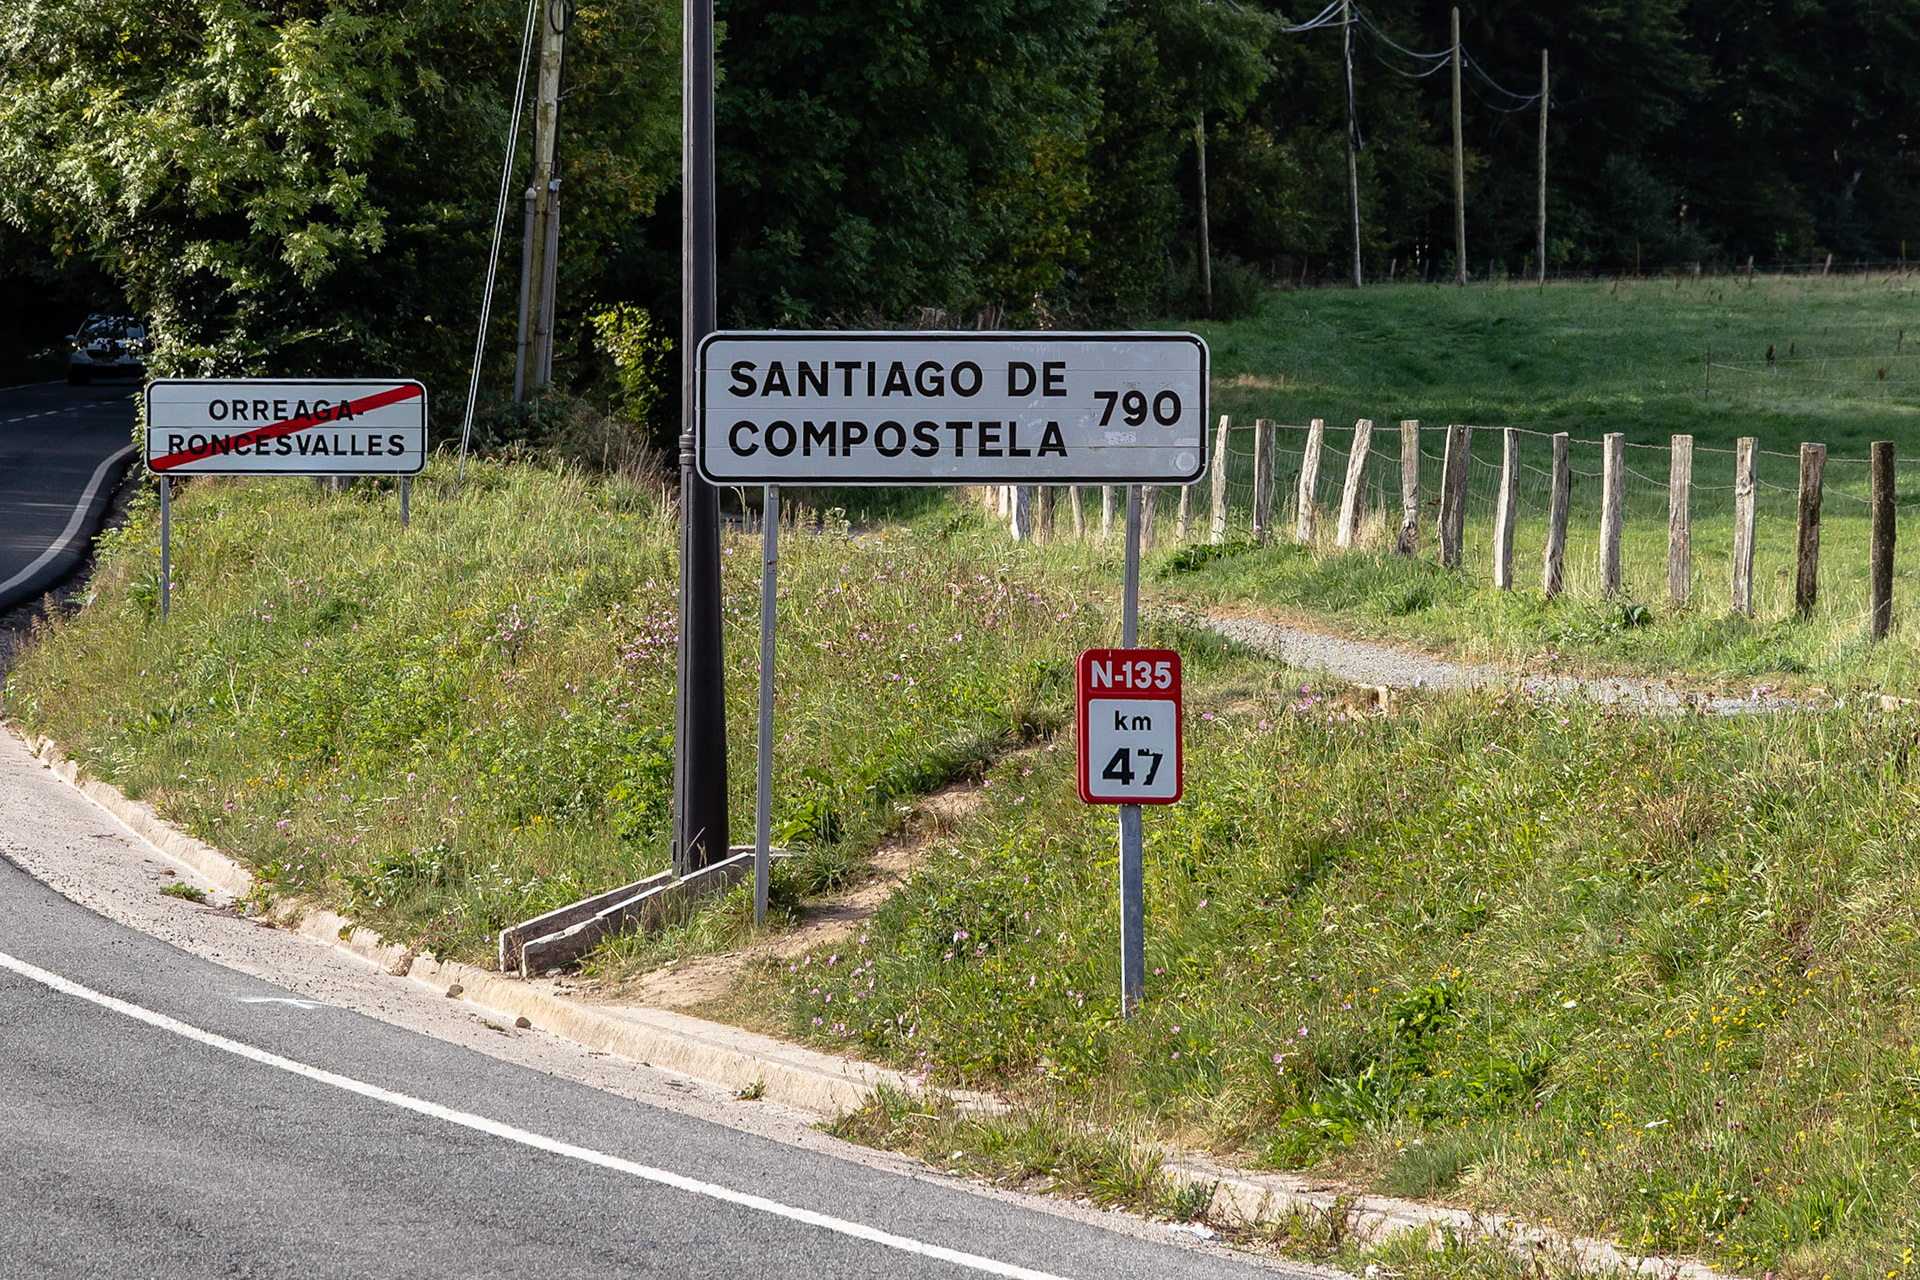 ORREAGA-
RONCESVALLES
SANTIAGO DE
COMPOSTELA
790
N-135
km
47